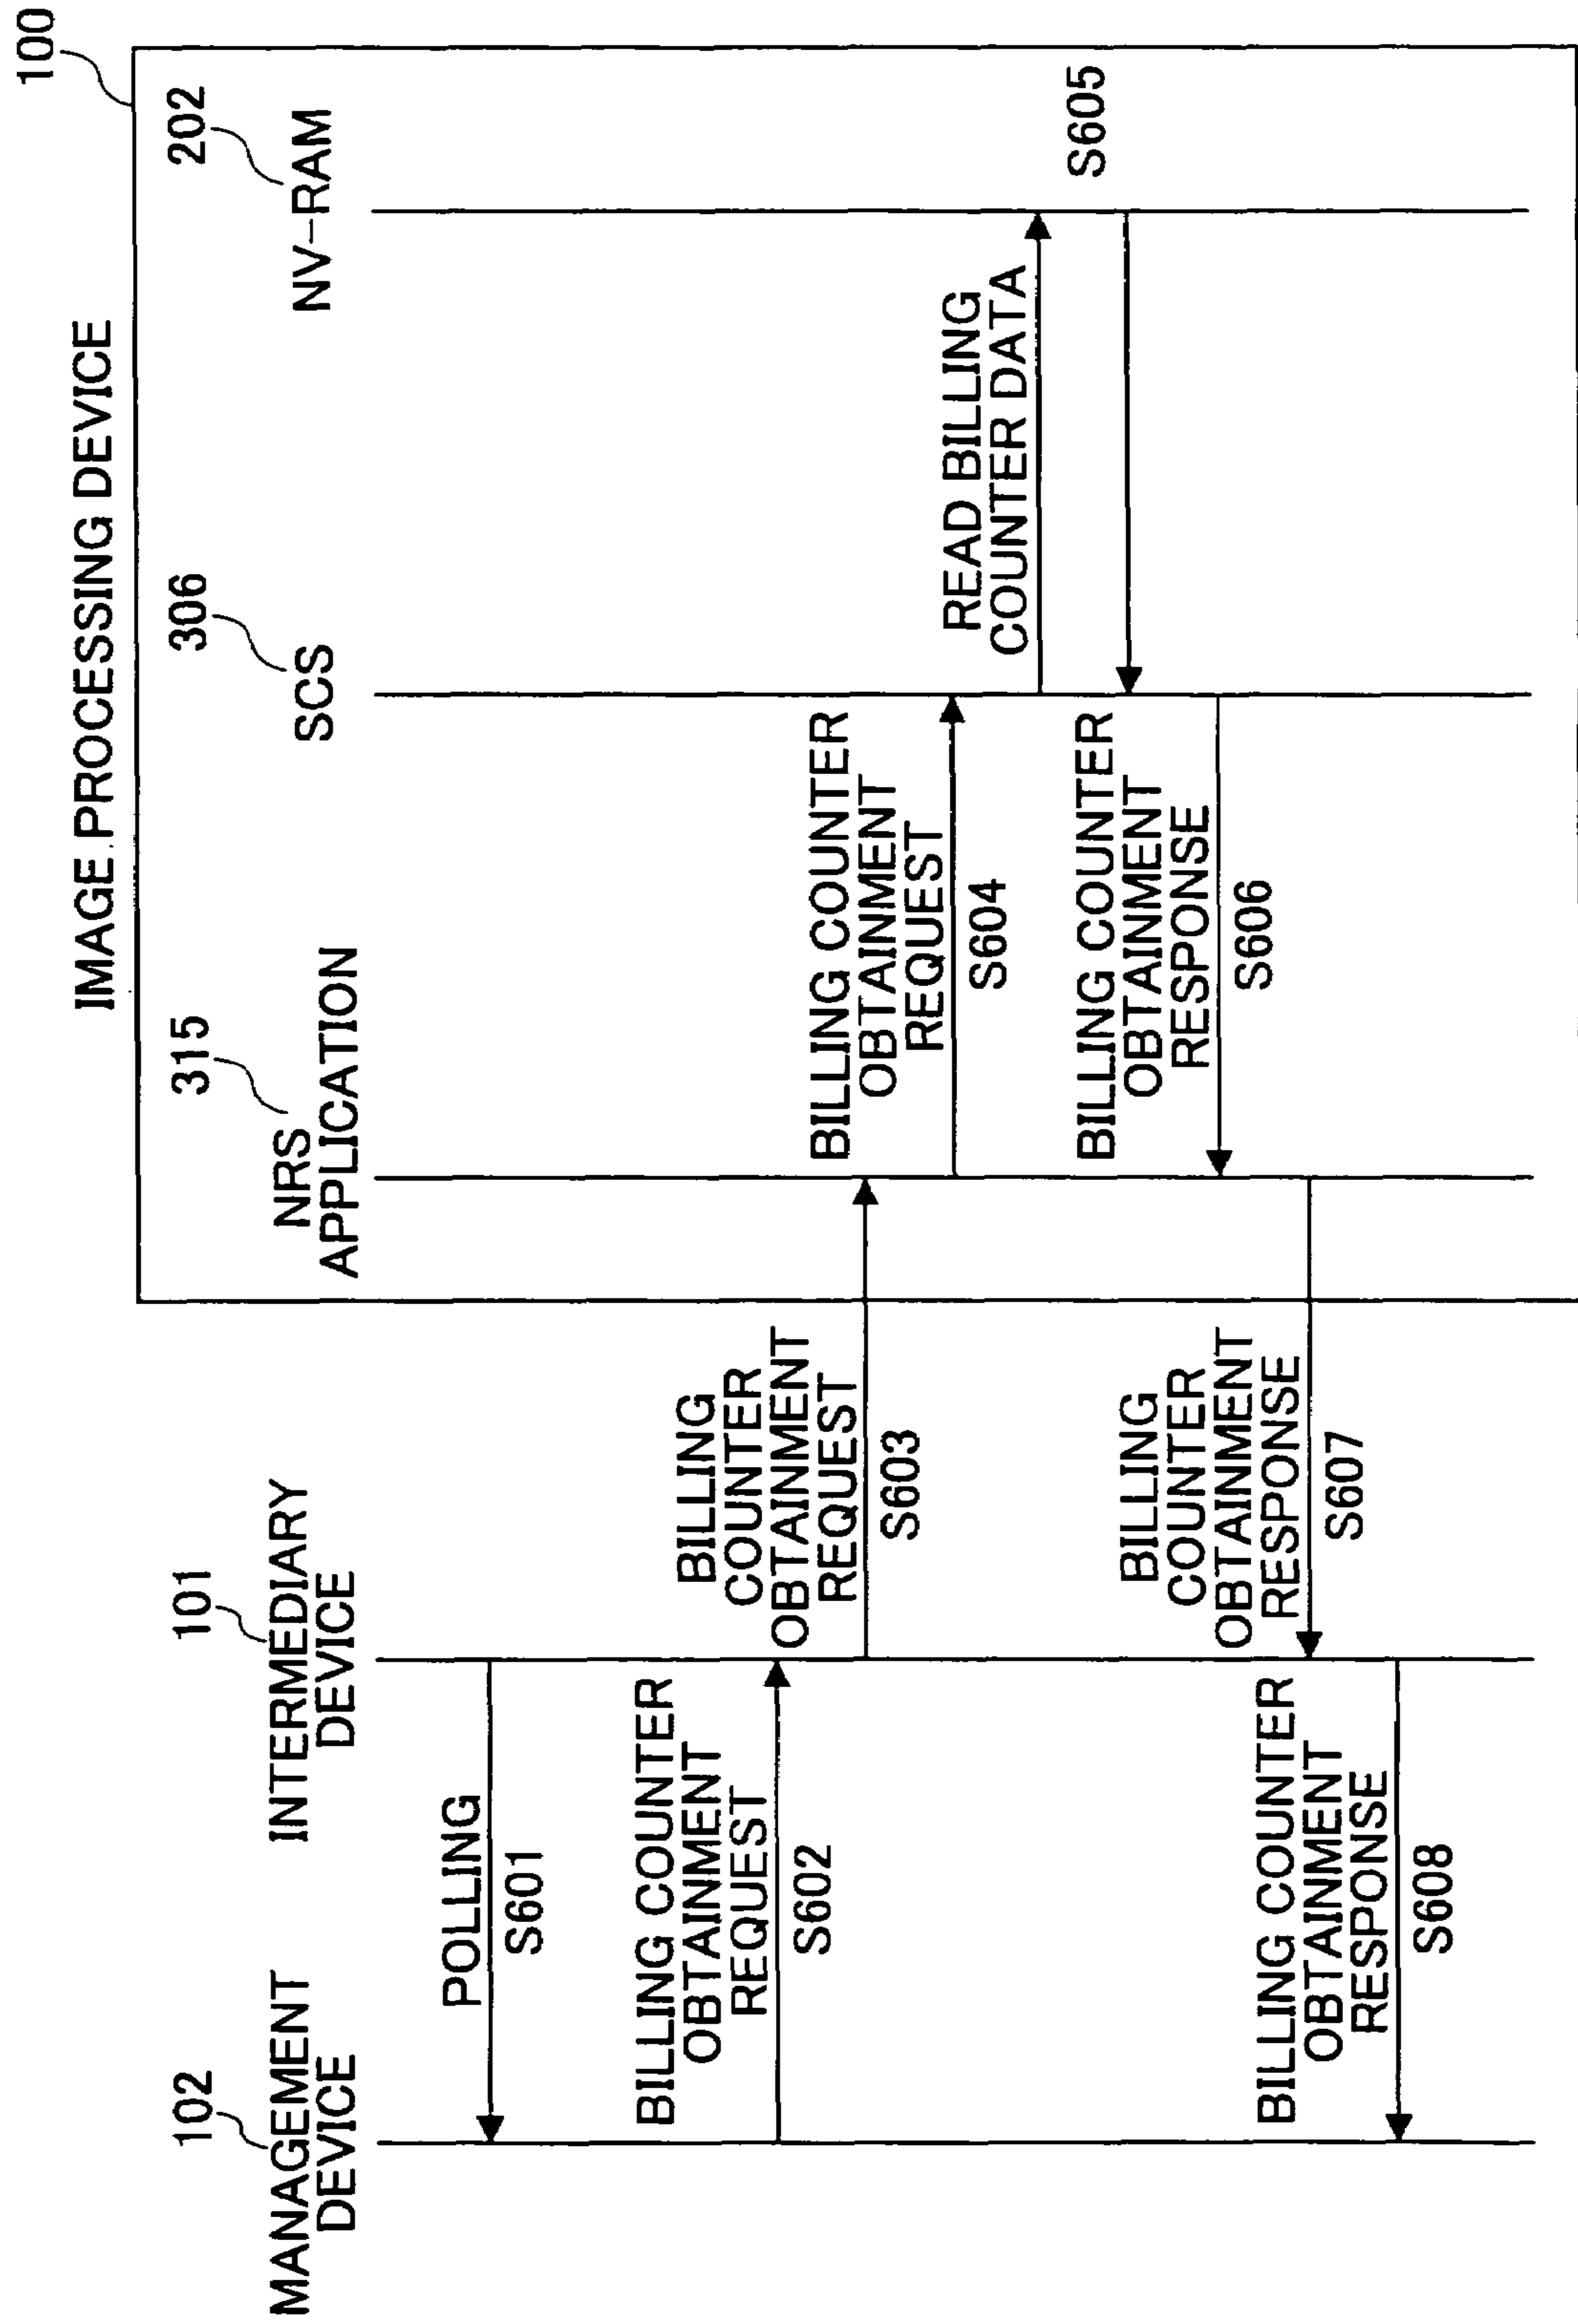 IMAGE PROCESSING DEVICE
100
102
101
315
306
202
MANAGEMENT
DEVICE
INTERMEDIARY
DEVICE
NRS
APPLICATION
SCS
NV-RAM
POLLING
S601
BILLING COUNTER
OBTAINMENT
REQUEST
S602
BILLING
COUNTER
OBTAINMENT
REQUEST
S603
BILLING COUNTER
OBTAINMENT
REQUEST
S604
READ BILLING
COUNTER DATA
S605
BILLING COUNTER
OBTAINMENT
RESPONSE
S606
BILLING
COUNTER
OBTAINMENT
RESPONSE
S607
BILLING COUNTER
OBTAINMENT
RESPONSE
S608